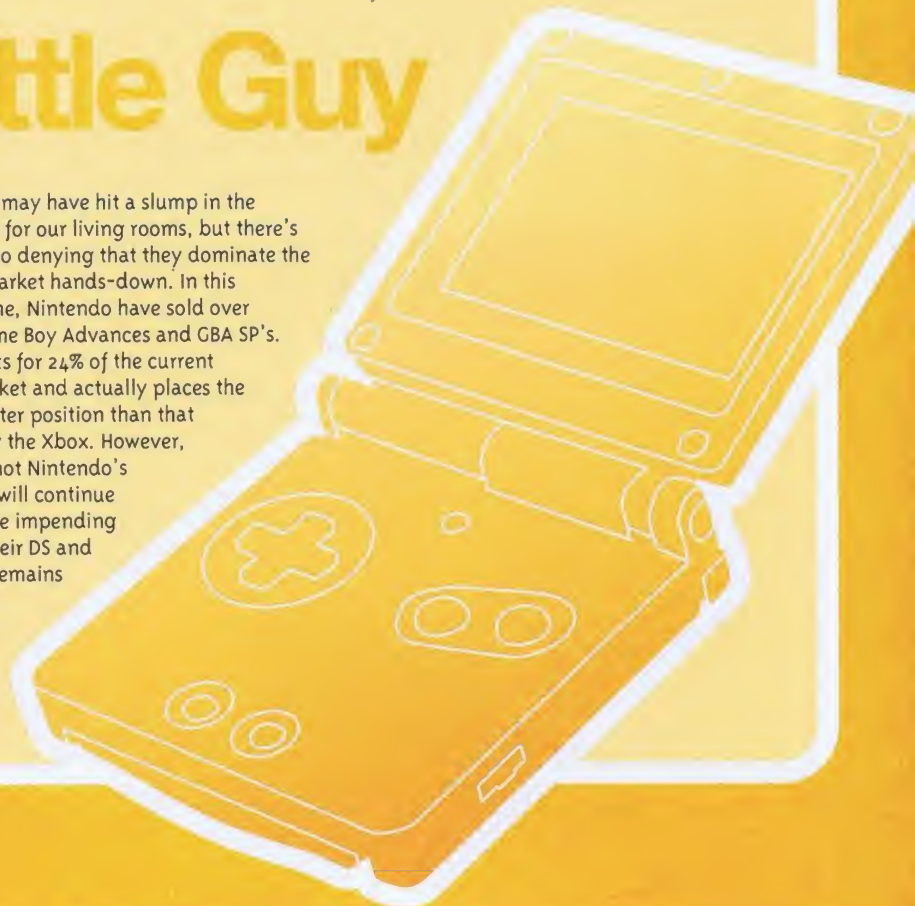 ttle Guy
may have hit a slump in the
for our living rooms, but there's
o denying that they dominate the
arket hands-down. In this
me, Nintendo have sold over
me Boy Advances and GBA SP's.
ts for 24% of the current
ket and actually places the
ter position than that
the Xbox. However,
not Nintendo's
will continue
e impending
eir DS and
emains